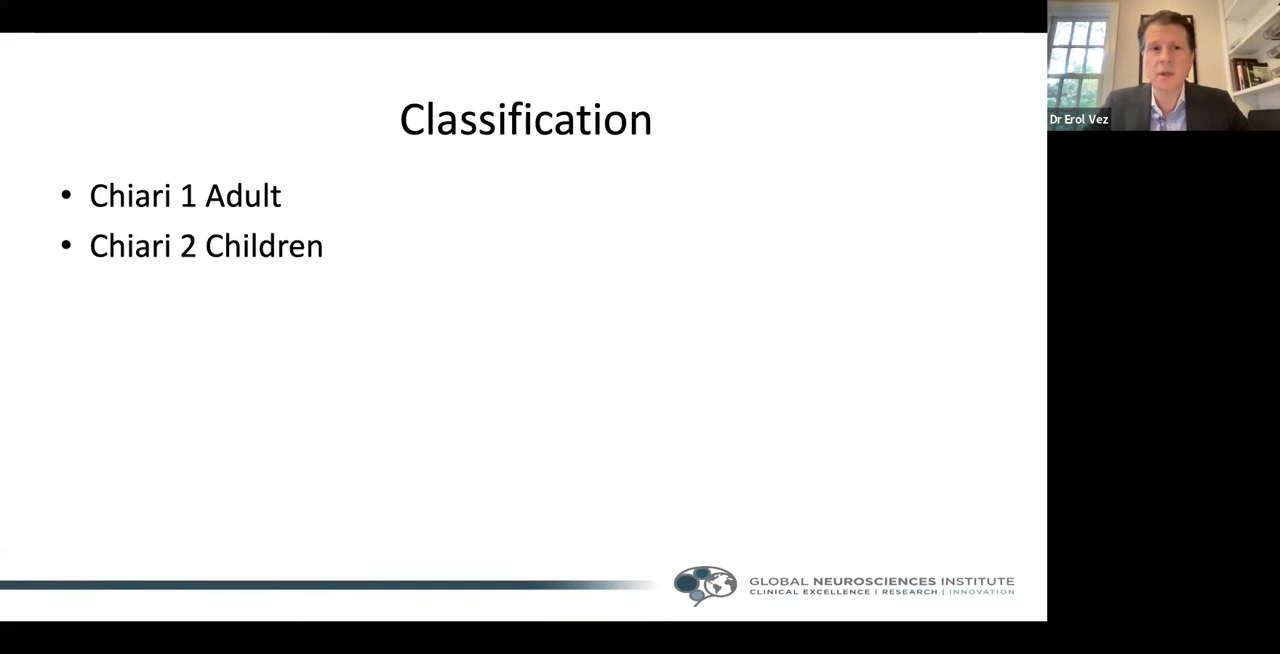 Classification
• Chiari 1 Adult
• Chiari 2 Children
GLOBAL NEUROSCIENCES INSTITUTE
CLINICAL EXCELLENCE | RESEARCH | INNOVATION
Dr Erol Vez